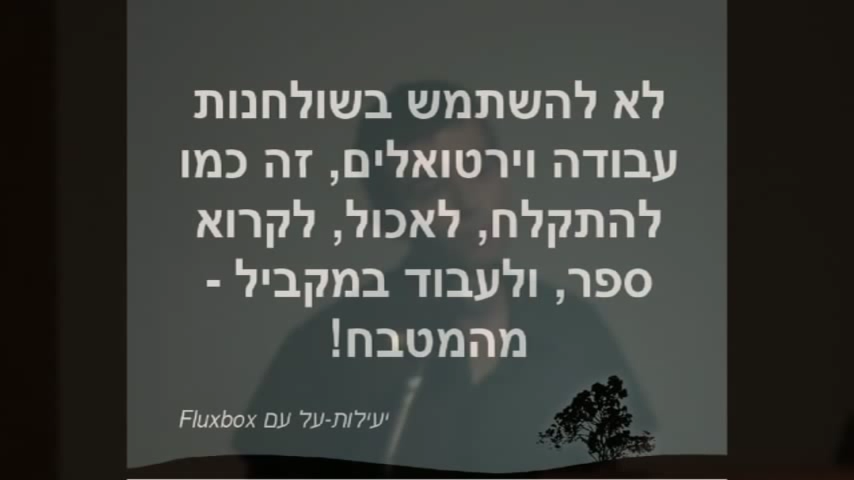 לא להשתמש בשולחנות
עבודה וירטואלים, זה כמו
להתקלח, לאכול, לקרוא
ספר, ולעבוד במקביל -
מהמטבח!
יעילות-על עם Fluxbox